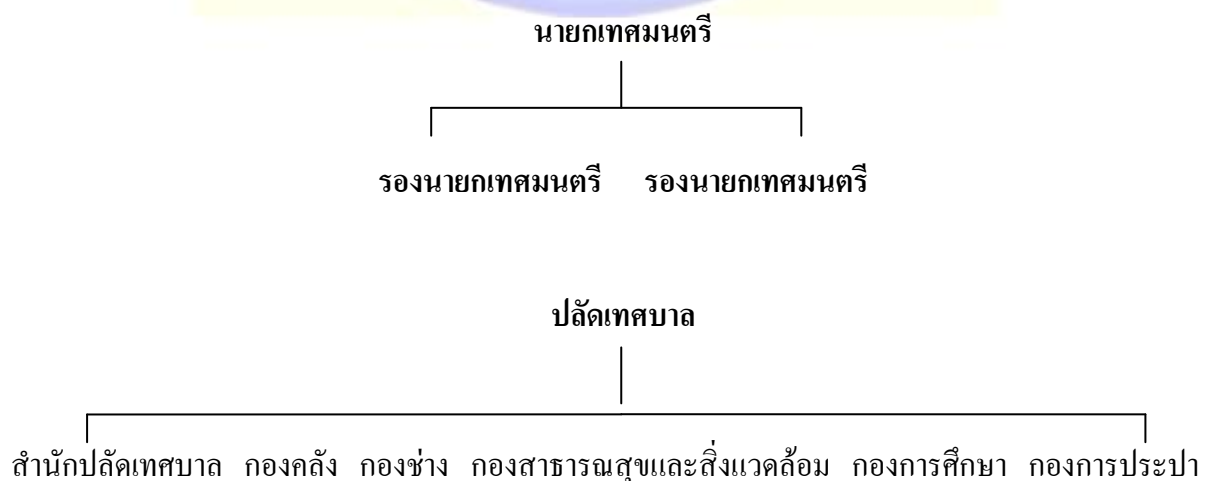 นายกเทศมนตรี
รองนายกเทศมนตรี รองนายกเทศมนตรี
ปลัดเทศบาล
สำนักปลัดเทศบาล กองคลัง กองช่าง กองสาธารณสุขและสิ่งแวดล้อม กองการศึกษา กองการประปา